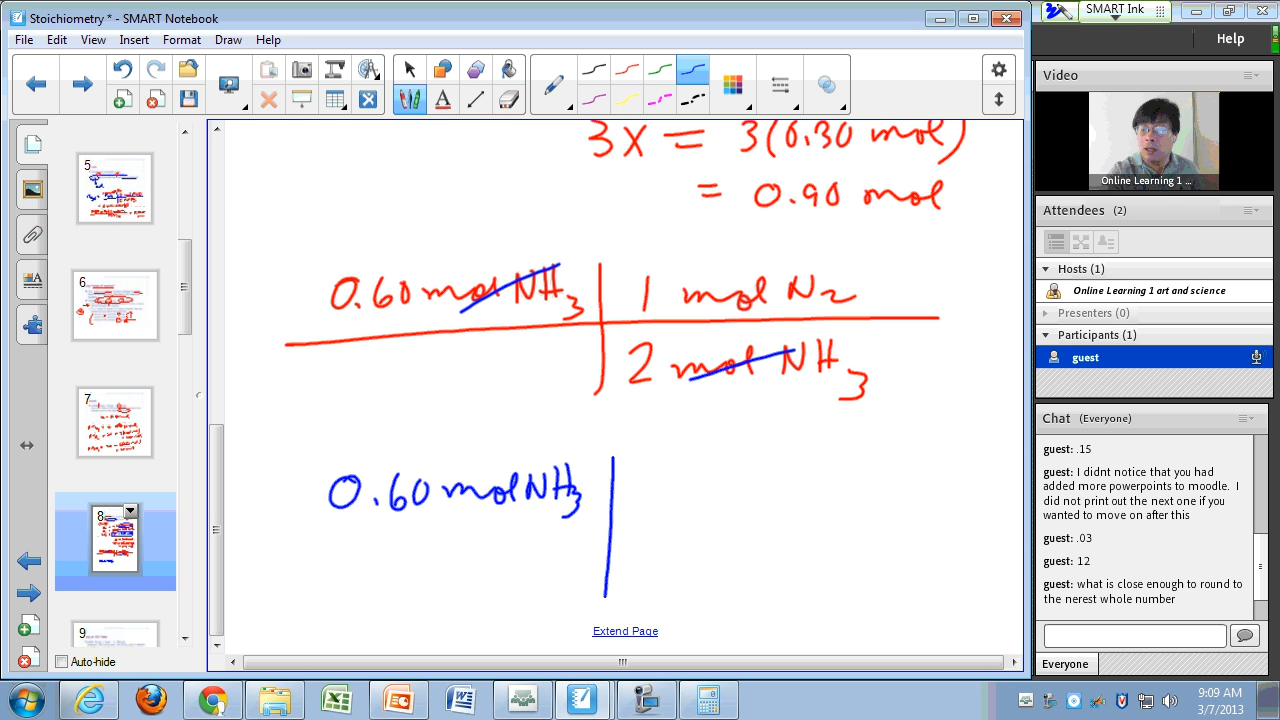 Stoichiometry * - SMART Notebook
SMART Ink
File Edit View Insert Format Draw Help
Help
Video
Online Learning 1 ...
Attendees (2)
Hosts (1)
Online Learning 1 art and science
Presenters (0)
Participants (1)
guest
Chat (Everyone)
guest: .15
guest: I didnt notice that you had
added more powerpoints to moodle. I
did not print out the next one if you
wanted to move on after this
guest: .03
guest: 12
guest: what is close enough to round to
the nerest whole number
Everyone
5
6
7
8
9
Auto-hide
3X = 3(0.30 mol)
= 0.90 mol
0.60 mol NH3 1 mol N2
2 mol NH3
0.60 mol NH3
Extend Page
9:09 AM
3/7/2013